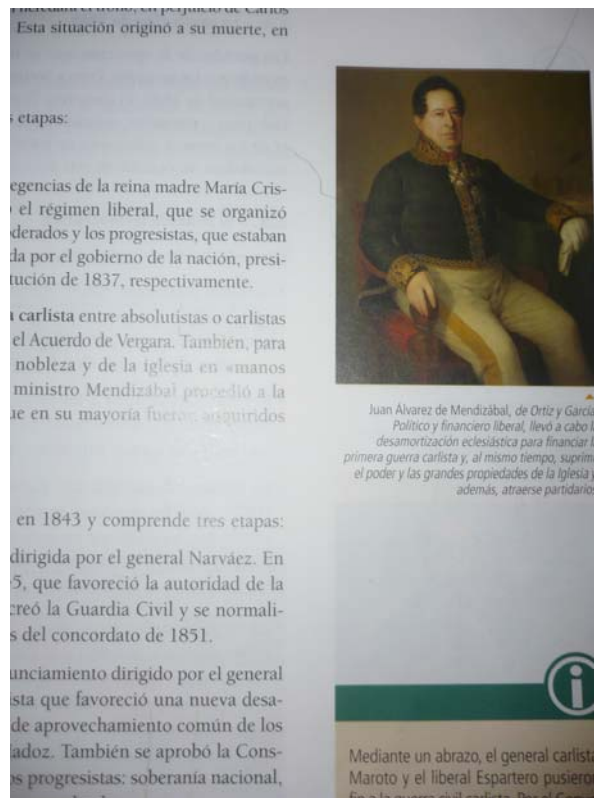 Esta situación originó a su muerte, en
etapas:
egencias de la reina madre María Cris-
el régimen liberal, que se organizó
derados y los progresistas, que estaban
da por el gobierno de la nación, presi-
tución de 1837, respectivamente.
carlista entre absolutistas o carlistas
el Acuerdo de Vergara. También, para
nobleza y de la iglesia en «manos
ministro Mendizábal procedió a la
ue en su mayoría fueron adquiridos
en 1843 y comprende tres etapas:
dirigida por el general Narváez. En
5, que favoreció la autoridad de la
creó la Guardia Civil y se normali-
s del concordato de 1851.
unciamiento dirigido por el general
ista que favoreció una nueva desa-
de aprovechamiento común de los
adoz. También se aprobó la Cons-
os progresistas: soberanía nacional,
Juan Álvarez de Mendizábal, de Ortiz y García
Político y financiero liberal, llevó a cabo l
desamortización eclesiástica para financiar l
primera guerra carlista y, al mismo tiempo, suprim
el poder y las grandes propiedades de la Iglesia y
además, atraerse partidario
i
Mediante un abrazo, el general carlista
Maroto y el liberal Espartero pusiero